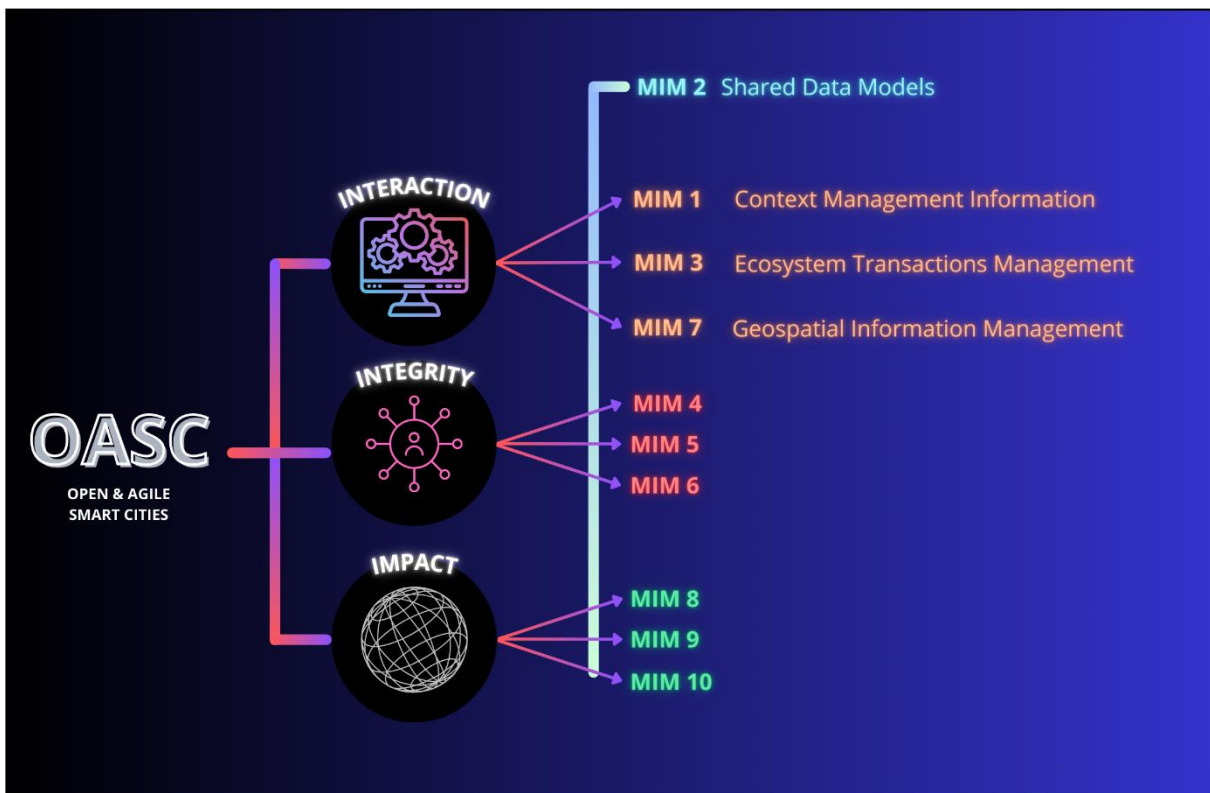 OASC
OPEN & AGILE
SMART CITIES
INTERACTION
INTEGRITY
IMPACT
MIM 2 Shared Data Models
MIM 1 Context Management Information
MIM 3 Ecosystem Transactions Management
MIM 7 Geospatial Information Management
MIM 4
MIM 5
MIM 6
MIM 8
MIM 9
MIM 10